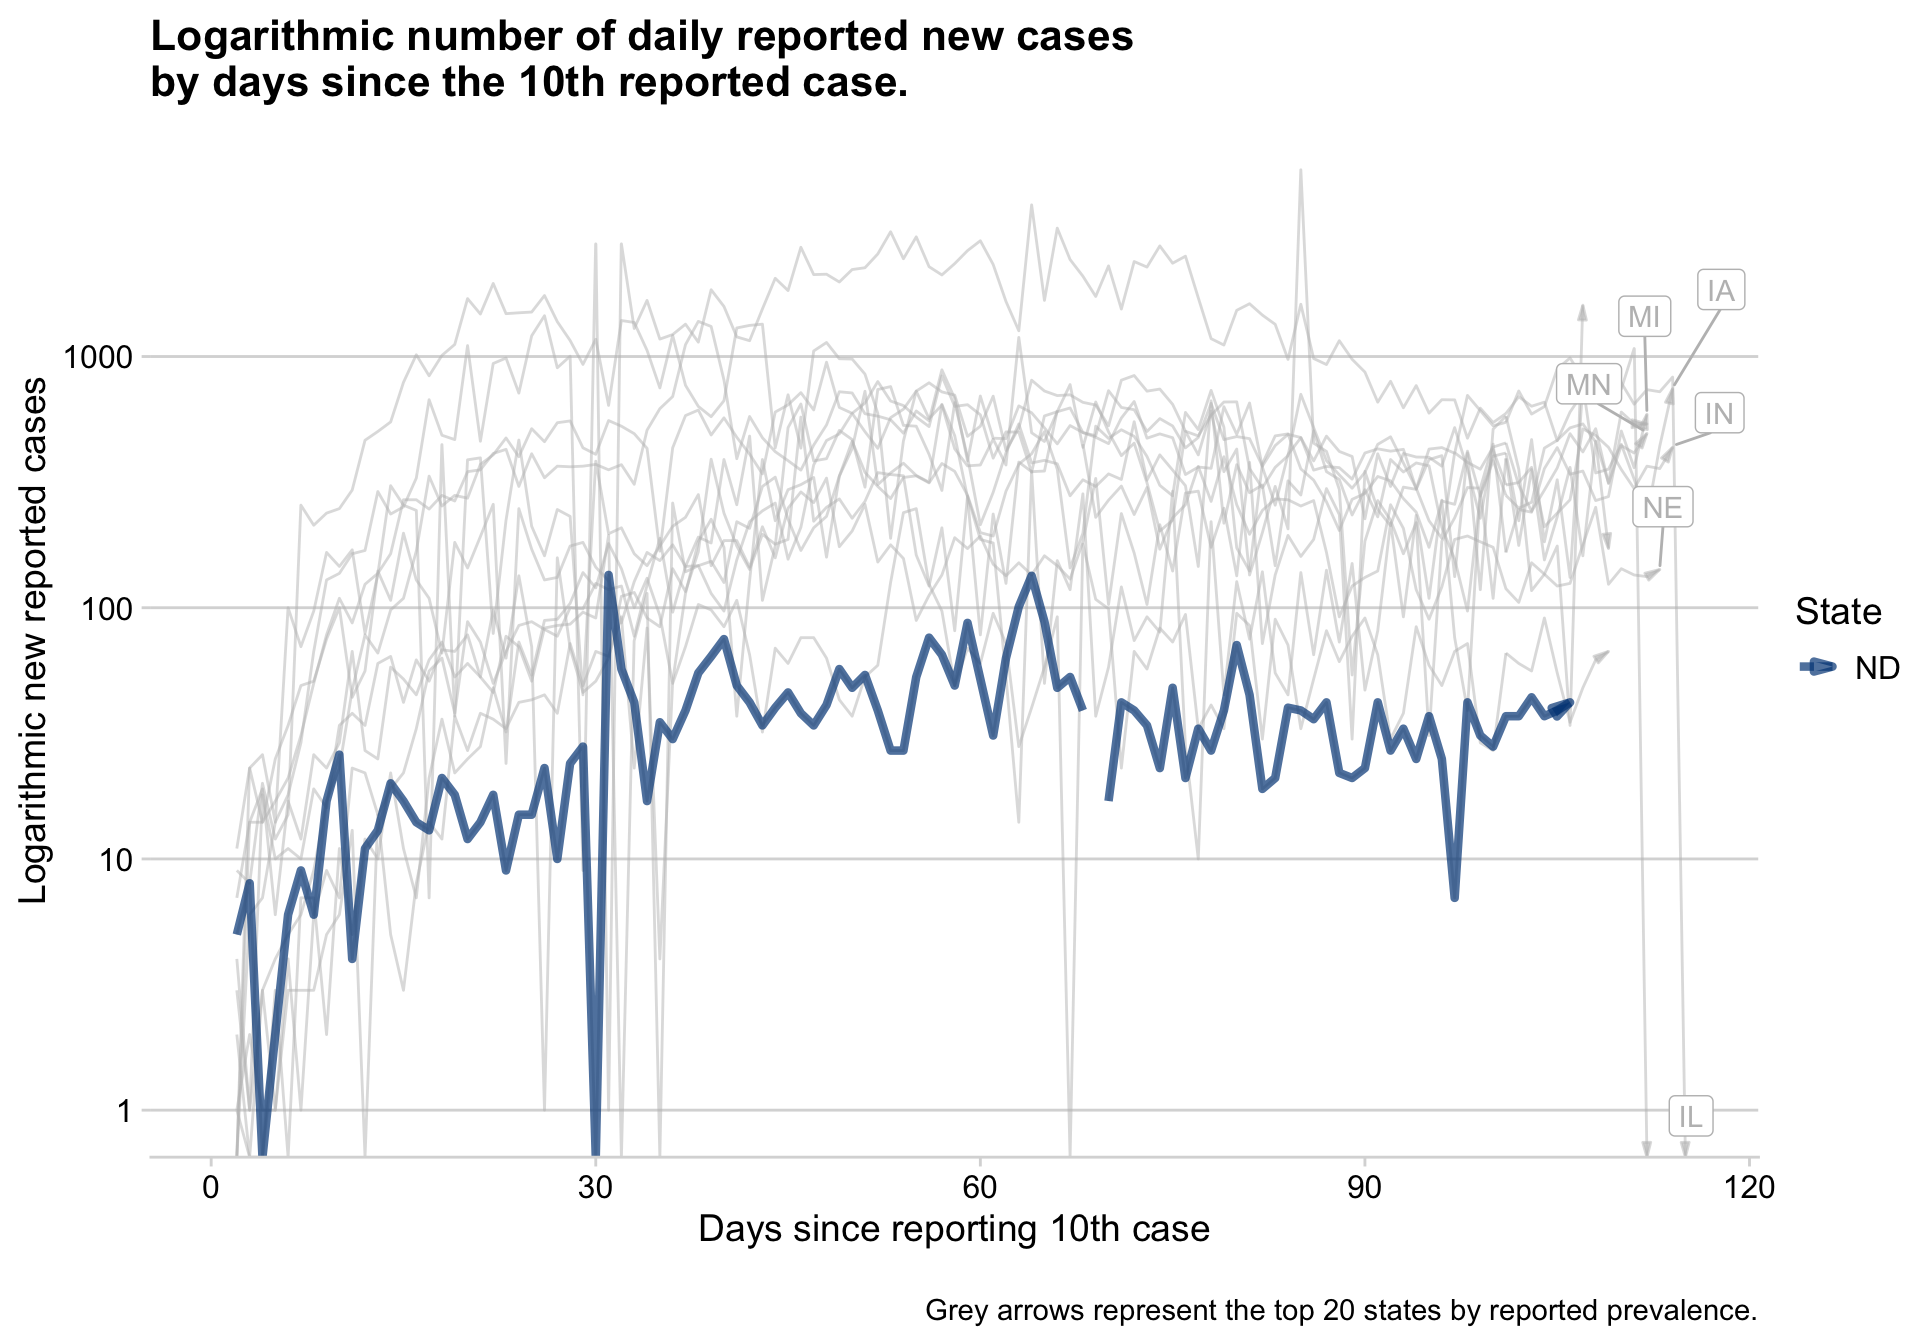 Logarithmic number of daily reported new cases
by days since the 10th reported case.
Logarithmic new reported cases
1000
100
10
1
IA
MI
MN
IN
NE
IL
State
ND
0 30 60 90 120
Days since reporting 10th case
Grey arrows represent the top 20 states by reported prevalence.